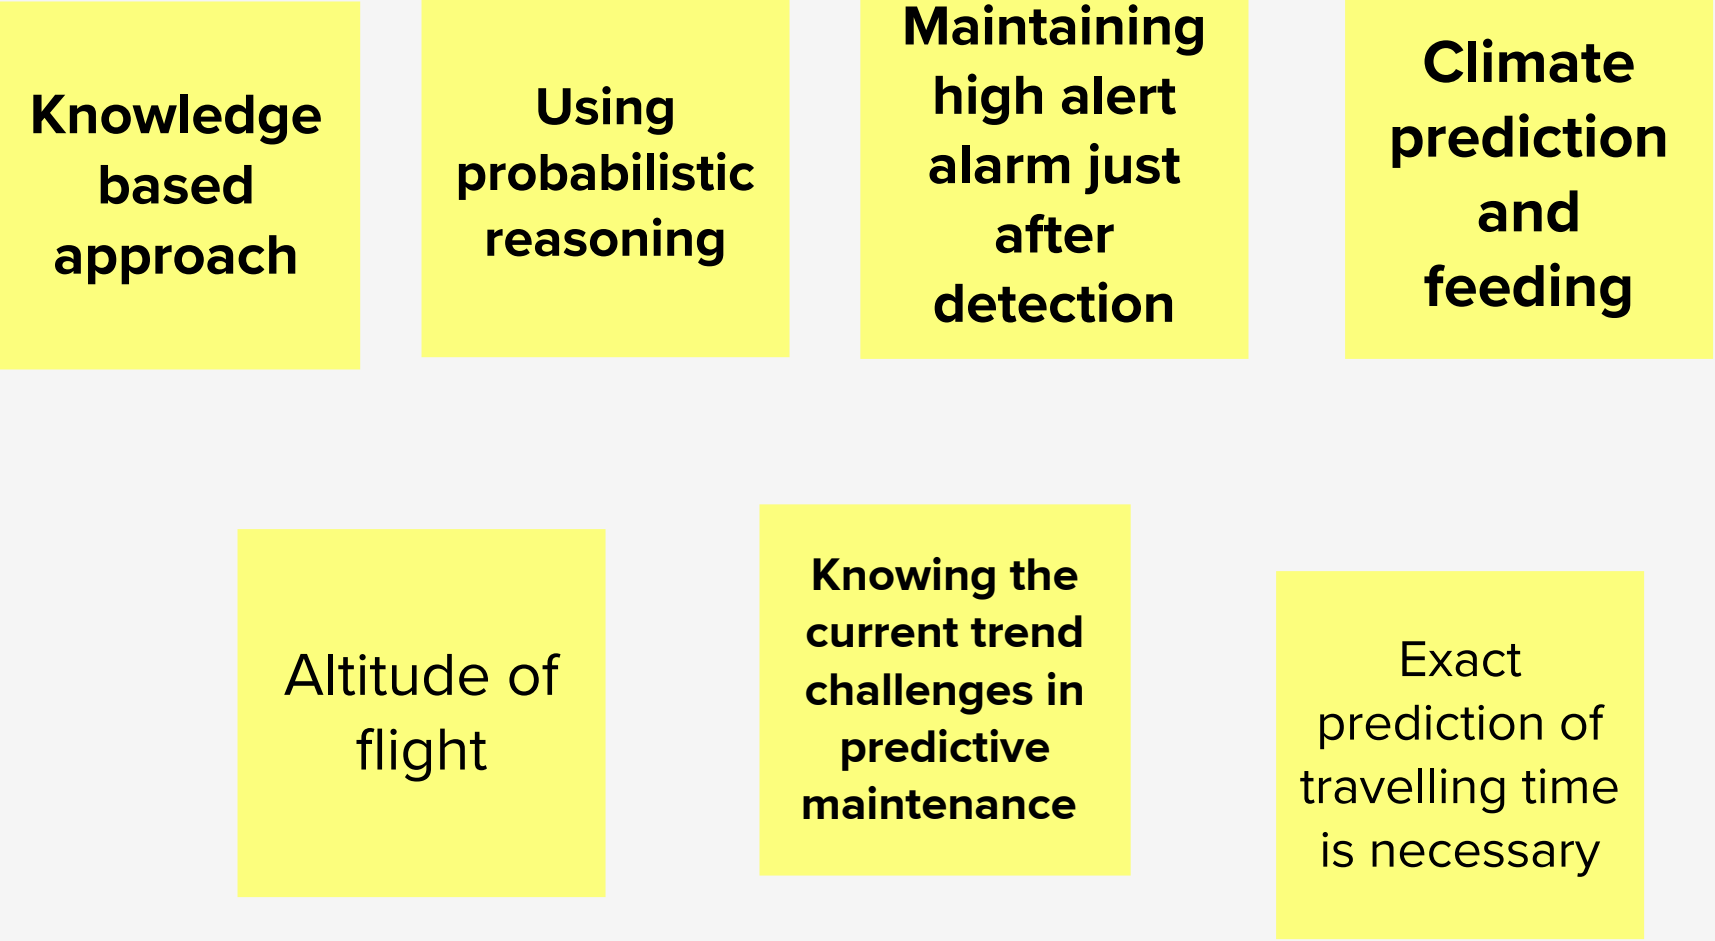 Knowledge
based
approach
Using
probabilistic
reasoning
Maintaining
high alert
alarm just
after
detection
Climate
prediction
and
feeding
Altitude of
flight
Knowing the
current trend
challenges in
predictive
maintenance
Exact
prediction of
travelling time
is necessary